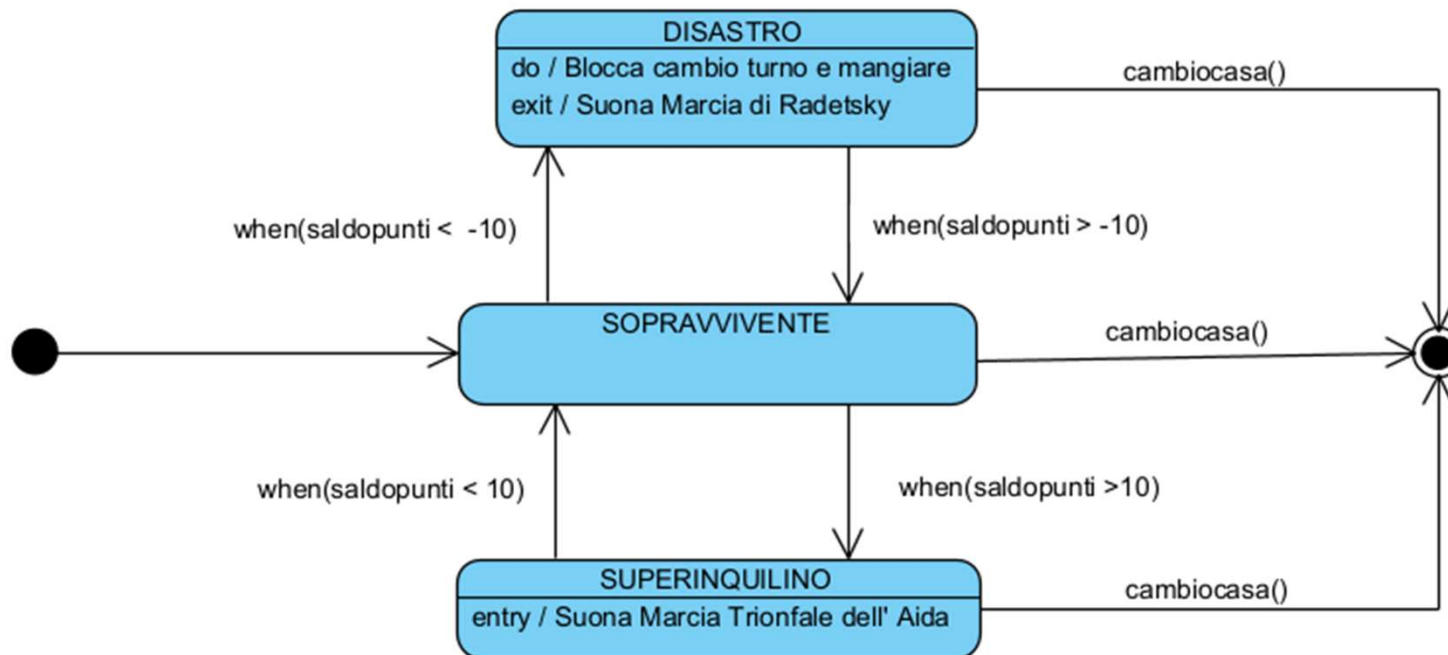 DISASTRO
do / Blocca cambio turno e mangiare
exit / Suona Marcia di Radetsky
cambiocasa()
when(saldopunti <  -10)
when(saldopunti > -10)
SOPRAVVIVENTE
cambiocasa()
when(saldopunti < 10)
when(saldopunti >10)
SUPERINQUILINO
entry / Suona Marcia Trionfale dell' Aida
cambiocasa()